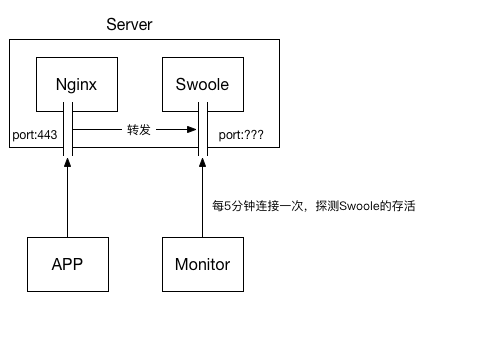 Server
Nginx
Swoole
port:443
转发
port:???
每5分钟连接一次，探测Swoole的存活
APP
Monitor